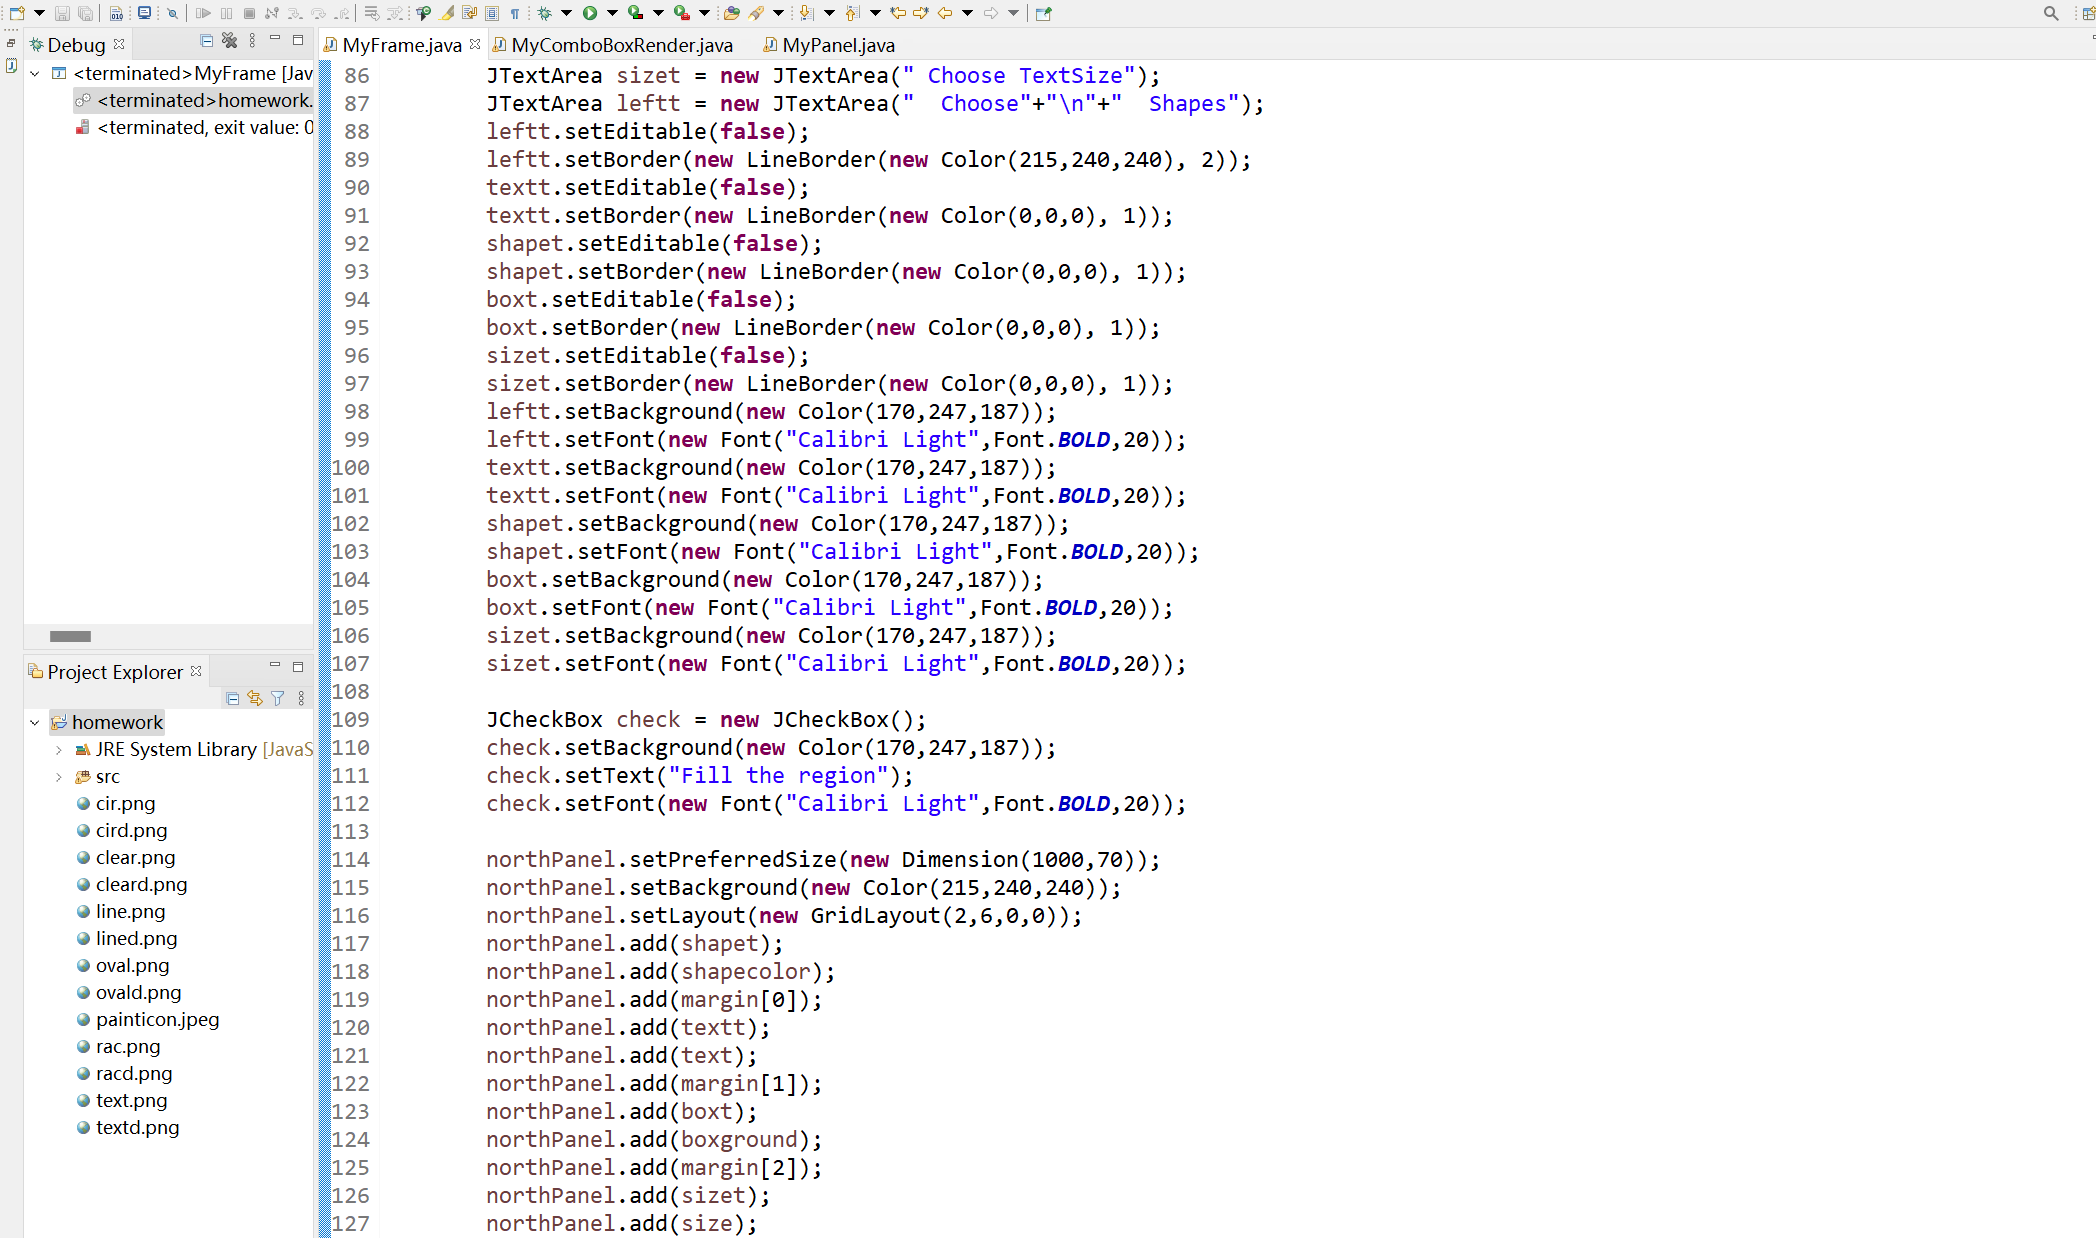 Debug
<terminated>MyFrame [Jav
<terminated>homework.
<terminated, exit value: 0
Project Explorer
homework
JRE System Library [JavaS
src
cir.png
cird.png
clear.png
cleard.png
line.png
lined.png
oval.png
ovald.png
painticon.jpeg
rac.png
racd.png
text.png
textd.png
MyFrame.java
MyComboBoxRender.java
MyPanel.java
86 JTextArea sizet = new JTextArea(" Choose TextSize");
87 JTextArea leftt = new JTextArea("  Choose"+"\n"+"  Shapes");
88 leftt.setEditable(false);
89 leftt.setBorder(new LineBorder(new Color(215,240,240), 2));
90 textt.setEditable(false);
91 textt.setBorder(new LineBorder(new Color(0,0,0), 1));
92 shapet.setEditable(false);
93 shapet.setBorder(new LineBorder(new Color(0,0,0), 1));
94 boxt.setEditable(false);
95 boxt.setBorder(new LineBorder(new Color(0,0,0), 1));
96 sizet.setEditable(false);
97 sizet.setBorder(new LineBorder(new Color(0,0,0), 1));
98 leftt.setBackground(new Color(170,247,187));
99 leftt.setFont(new Font("Calibri Light",Font.BOLD,20));
100 textt.setBackground(new Color(170,247,187));
101 textt.setFont(new Font("Calibri Light",Font.BOLD,20));
102 shapet.setBackground(new Color(170,247,187));
103 shapet.setFont(new Font("Calibri Light",Font.BOLD,20));
104 boxt.setBackground(new Color(170,247,187));
105 boxt.setFont(new Font("Calibri Light",Font.BOLD,20));
106 sizet.setBackground(new Color(170,247,187));
107 sizet.setFont(new Font("Calibri Light",Font.BOLD,20));
108
109 JCheckBox check = new JCheckBox();
110 check.setBackground(new Color(170,247,187));
111 check.setText("Fill the region");
112 check.setFont(new Font("Calibri Light",Font.BOLD,20));
113
114 northPanel.setPreferredSize(new Dimension(1000,70));
115 northPanel.setBackground(new Color(215,240,240));
116 northPanel.setLayout(new GridLayout(2,6,0,0));
117 northPanel.add(shapet);
118 northPanel.add(shapecolor);
119 northPanel.add(margin[0]);
120 northPanel.add(textt);
121 northPanel.add(text);
122 northPanel.add(margin[1]);
123 northPanel.add(boxt);
124 northPanel.add(boxground);
125 northPanel.add(margin[2]);
126 northPanel.add(sizet);
127 northPanel.add(size);